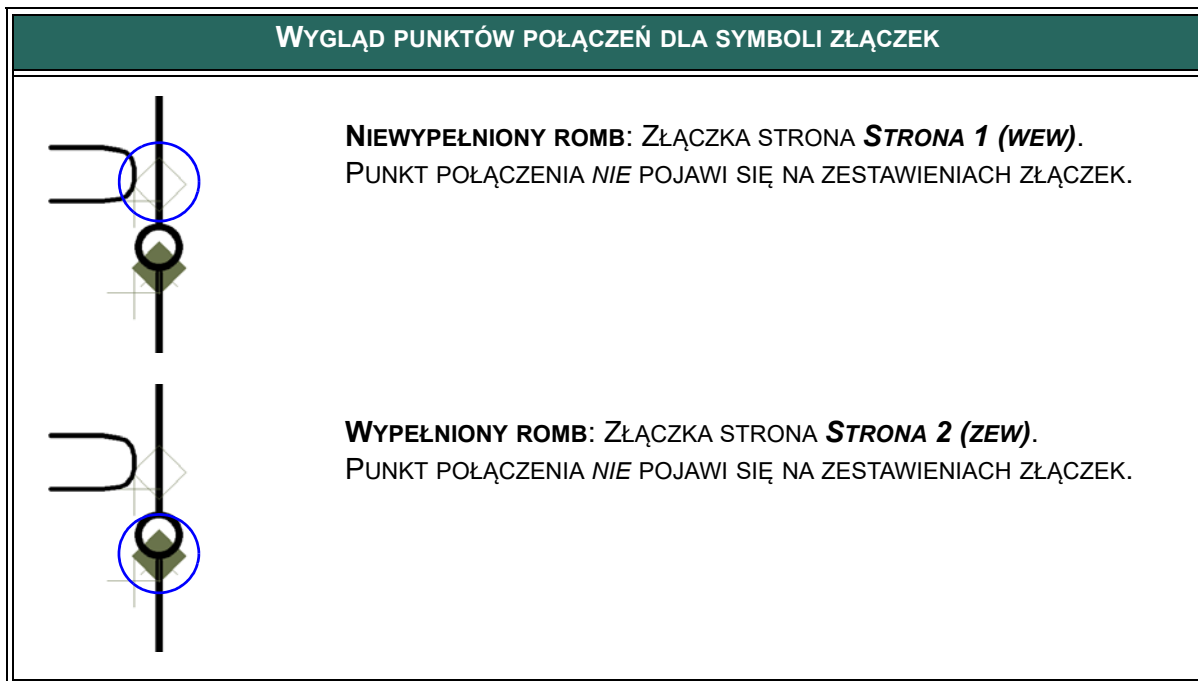 WYGLĄD PUNKTÓW POŁĄCZEŃ DLA SYMBOLI ZŁĄCZEK
NIEWYPEŁNIONY ROMB: ZŁĄCZKA STRONA STRONA 1 (WEW).
PUNKT POŁĄCZENIA NIE POJAWI SIĘ NA ZESTAWIENIACH ZŁĄCZEK.
WYPEŁNIONY ROMB: ZŁĄCZKA STRONA STRONA 2 (ZEW).
PUNKT POŁĄCZENIA NIE POJAWI SIĘ NA ZESTAWIENIACH ZŁĄCZEK.